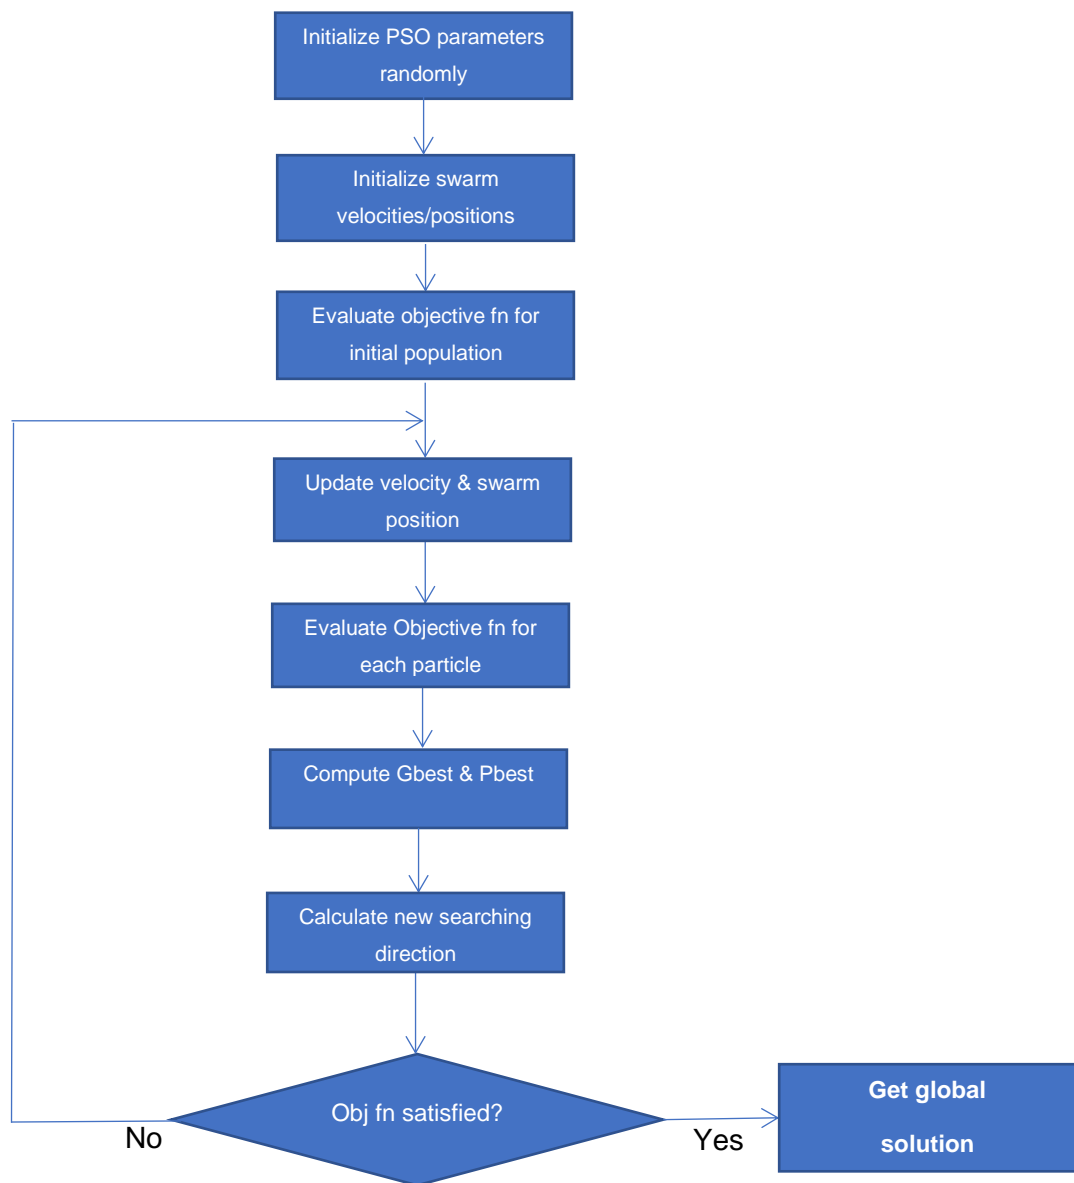 Initialize PSO parameters
randomly
Initialize swarm
velocities/positions
Evaluate objective fn for
initial population
Update velocity & swarm
position
Evaluate Objective fn for
each particle
Compute Gbest & Pbest
Calculate new searching
direction
Obj fn satisfied?
No
Yes
Get global
solution